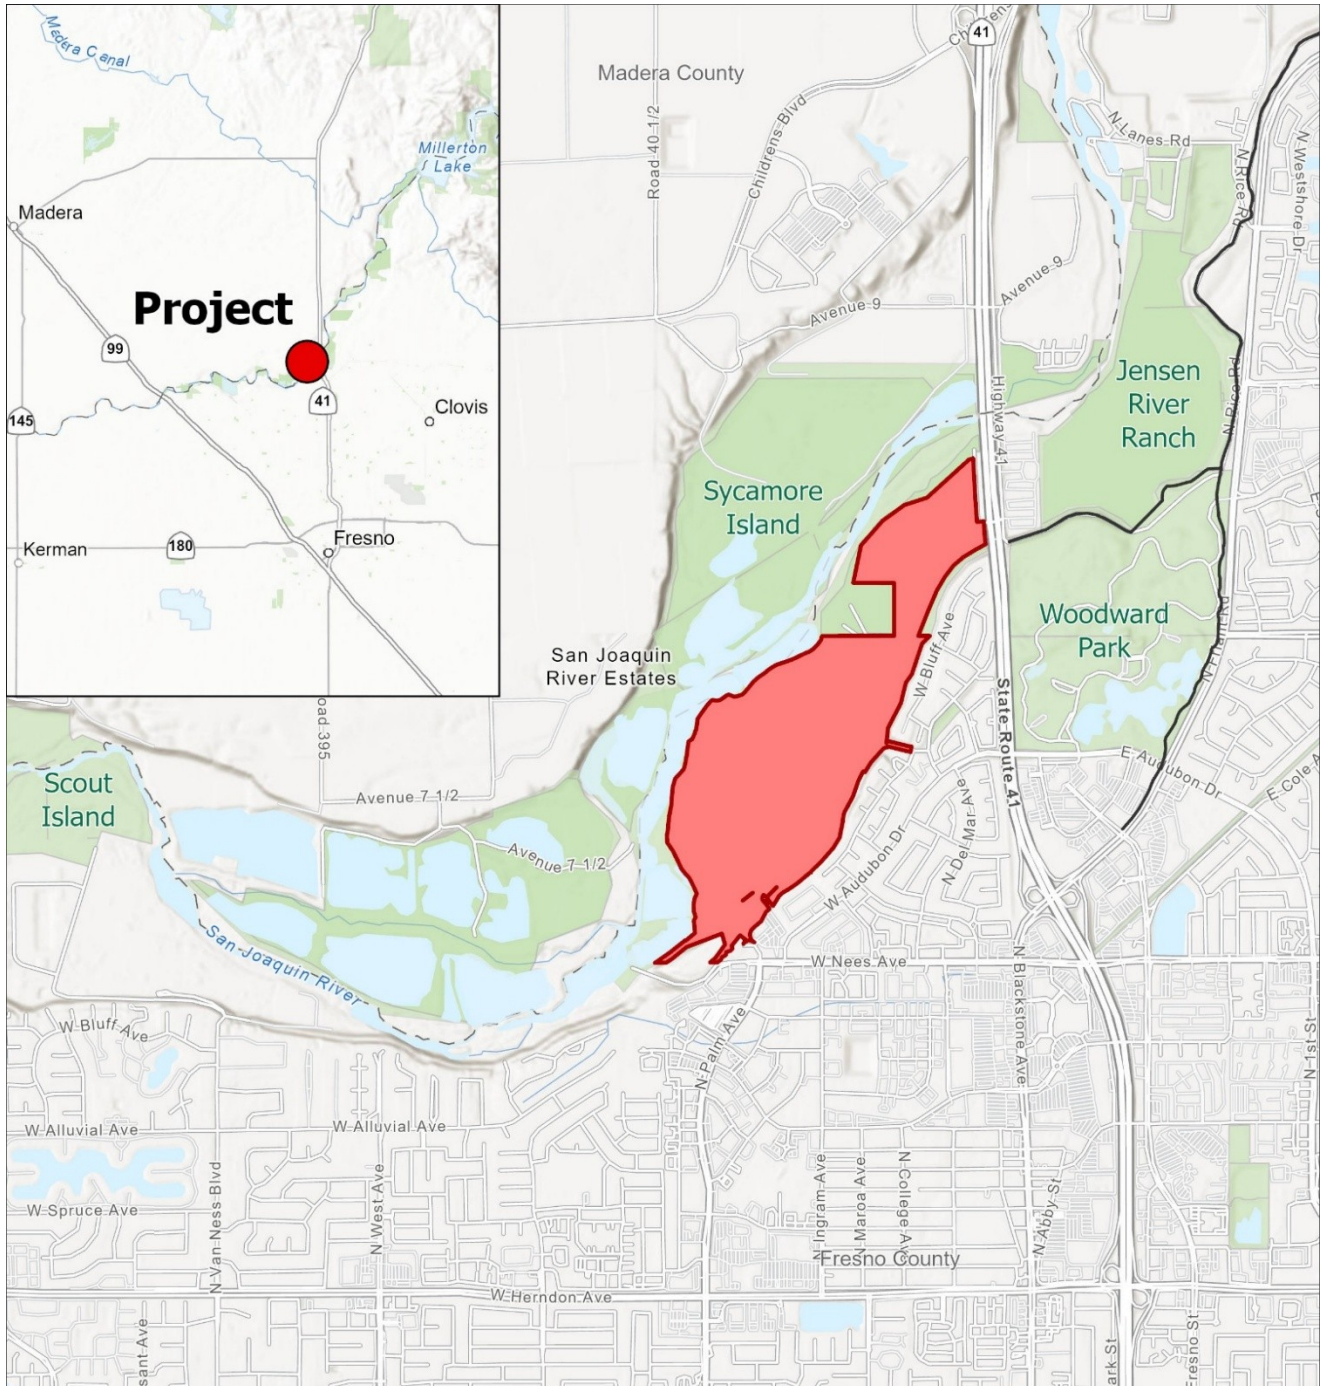 Madera Canal
Millerton
Lake
Madera
Project
99
145
41
Clovis
Kerman
180
Fresno
41
Madera County
Road 40 1/2
Childrens Blvd
N Lanes Rd
N Rice Rd
N Westshore Dr
Avenue 9
Avenue 9
Highway 41
Jensen
River
Ranch
N Rice Rd
Sycamore
Island
Woodward
Park
San Joaquin
River Estates
W Bluff Ave
N Friant Rd
State Route 41
E Audubon Dr
Scout
Island
Avenue 7 1/2
Avenue 7 1/2
N Del Mar Ave
W Audubon Dr
San Joaquin River
W Nees Ave
N Blackstone Ave
W Bluff Ave
N Palm Ave
N 1st St
W Alluvial Ave
W Alluvial Ave
N Van Ness Blvd
W Spruce Ave
N West Ave
N Ingram Ave
N Maroa Ave
N College Av
N Abby St
Fresno County
W Herndon Ave